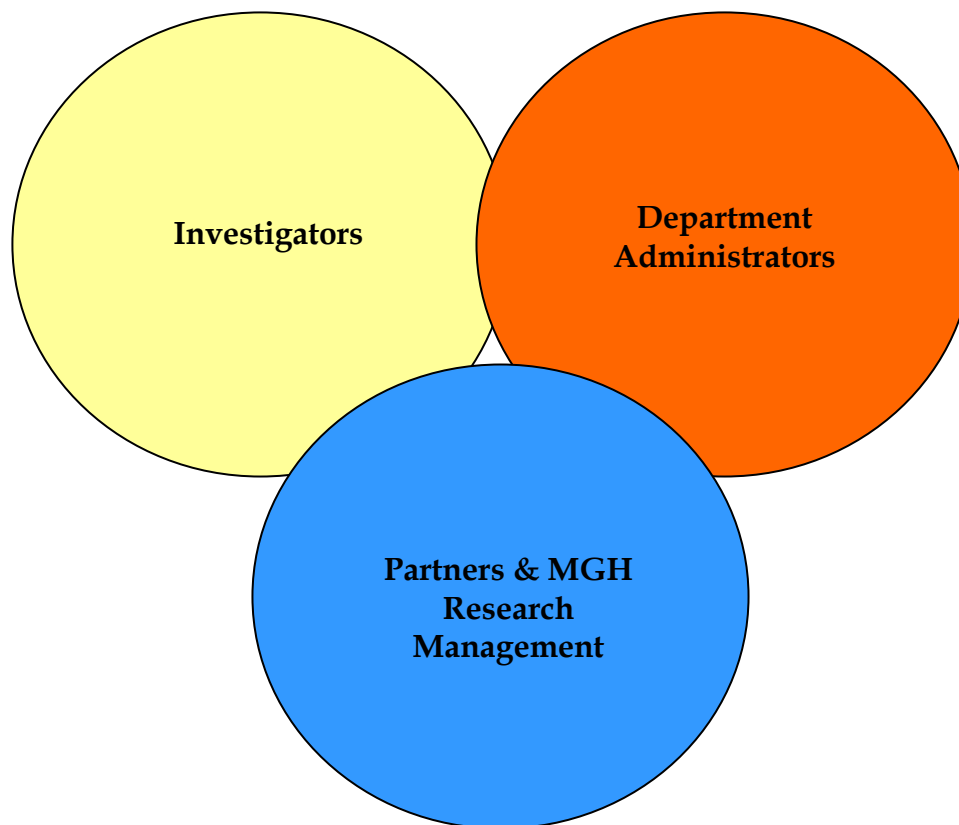 Investigators
Department
Administrators
Partners & MGH
Research
Management